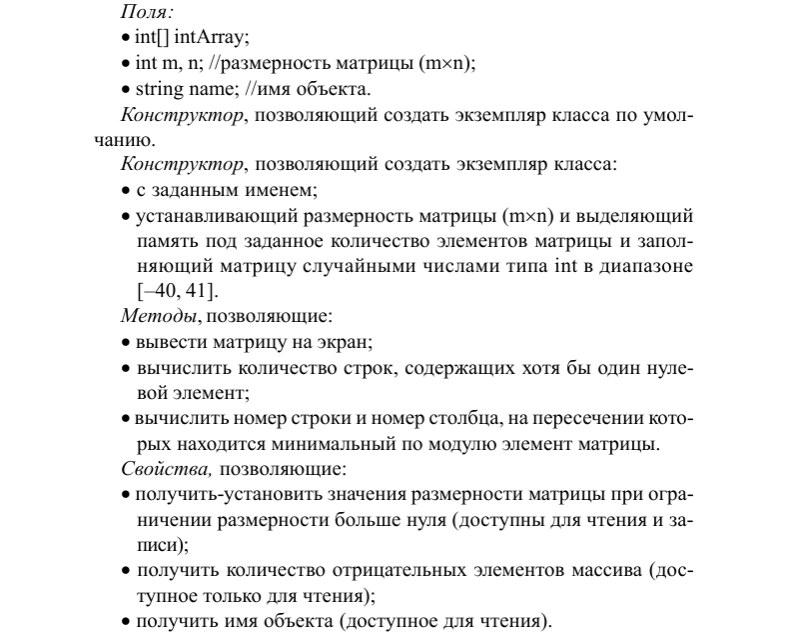 Поля:
• int[] intArray;
• int m, n; //размерность матрицы (m×n);
• string name; //имя объекта.
Конструктор, позволяющий создать экземпляр класса по умол-
чанию.
Конструктор, позволяющий создать экземпляр класса:
• с заданным именем;
• устанавливающий размерность матрицы (m×n) и выделяющий
память под заданное количество элементов матрицы и запол-
няющий матрицу случайными числами типа int в диапазоне
[–40, 41].
Методы, позволяющие:
• вывести матрицу на экран;
• вычислить количество строк, содержащих хотя бы один нуле-
вой элемент;
• вычислить номер строки и номер столбца, на пересечении кото-
рых находится минимальный по модулю элемент матрицы.
Свойства, позволяющие:
• получить-установить значения размерности матрицы при огра-
ничении размерности больше нуля (доступны для чтения и за-
писи);
• получить количество отрицательных элементов массива (дос-
тупное только для чтения);
• получить имя объекта (доступное для чтения).